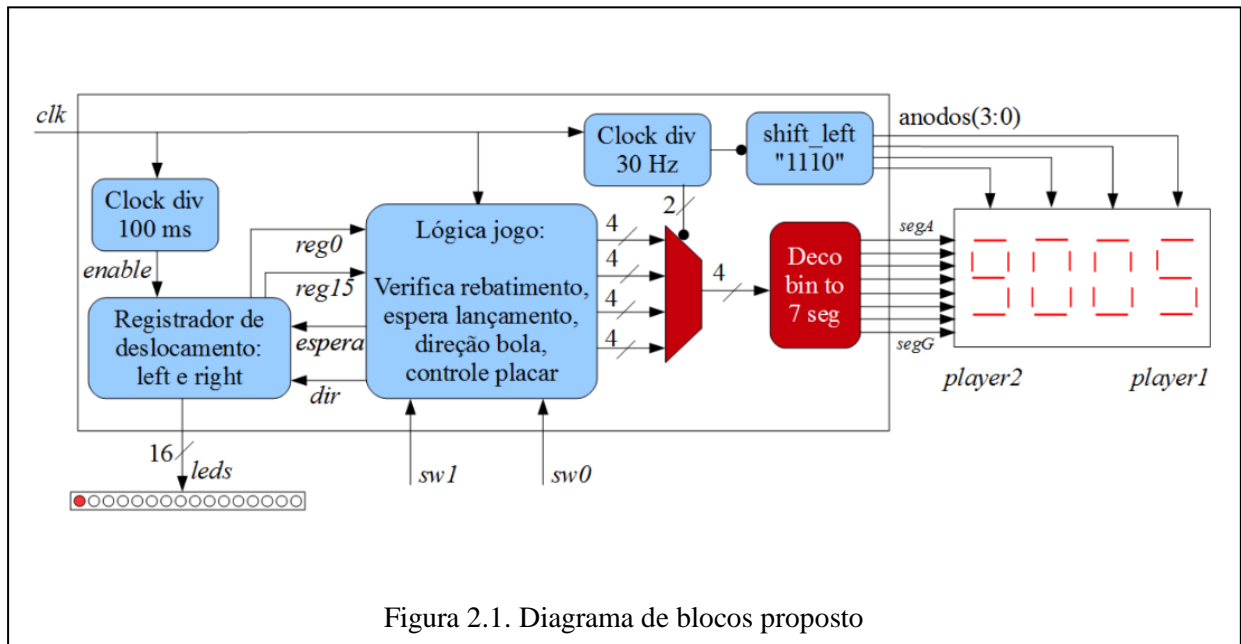 clk
Clock div
100 ms
enable
Registrador de
deslocamento:
left e right
16
leds
reg0
reg15
espera
dir
Lógica jogo:
Verifica rebatimento,
espera lançamento,
direção bola,
controle placar
sw1
sw0
Clock div
30 Hz
2
4
4
4
4
4
shift_left
"1110"
anodos(3:0)
Deco
bin to
7 seg
segA
segG
9005
player2
player1
Figura 2.1. Diagrama de blocos proposto